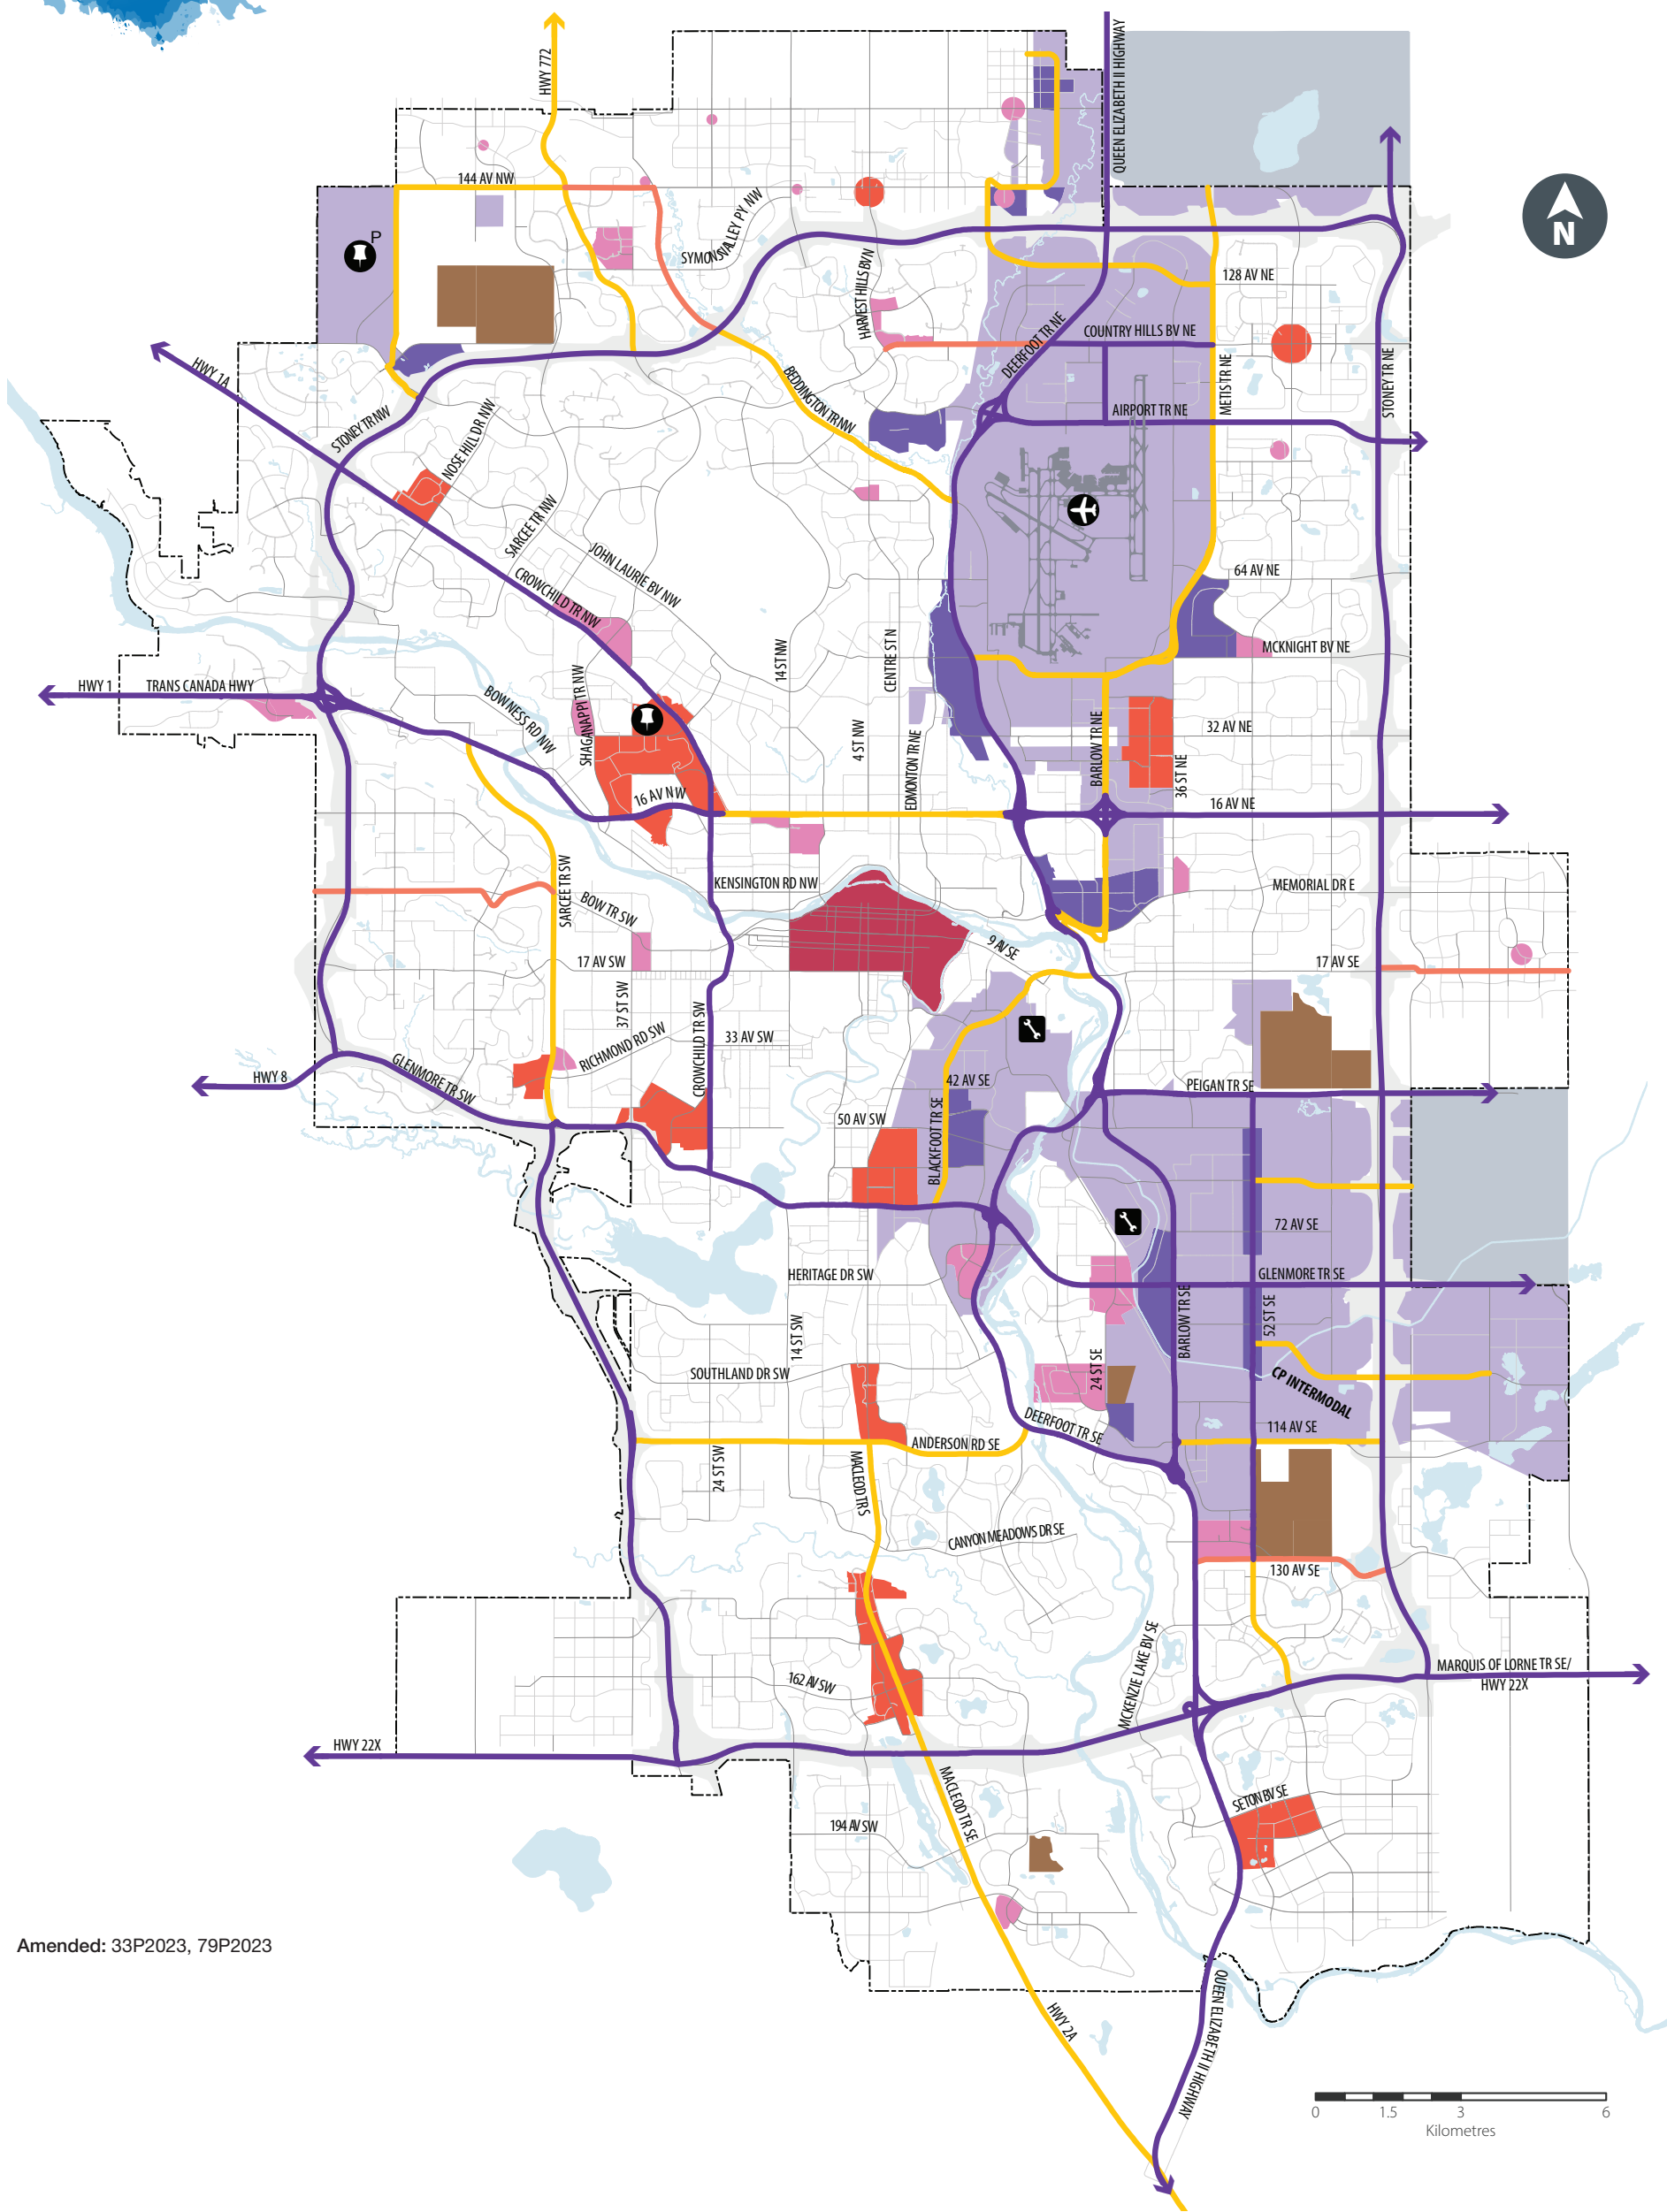 HWY 772
QUEEN ELIZABETH II HIGHWAY
N
144 AV NW
P
SYMONS VALLEY PY NW
HARVEST HILLS BV N
128 AV NE
COUNTRY HILLS BV NE
DEERFOOT TR NE
HWY 1A
METIS TR NE
STONEY TR NE
BEDDINGTON TR NW
AIRPORT TR NE
STONEY TR NW
NOSE HILL DR NW
SARCEE TR NW
JOHN LAURIE BV NW
CROWCHILD TR NW
64 AV NE
MCKNIGHT BV NE
14 ST NW
CENTRE ST N
HWY 1
TRANS CANADA HWY
BOWNESS RD NW
SHAGANAPPI TR NW
4 ST NW
EDMONTON TR NE
BARLOW TR NE
32 AV NE
36 ST NE
16 AV NW
16 AV NE
KENSINGTON RD NW
MEMORIAL DR E
SARCEE TR SW
BOW TR SW
9 AV SE
17 AV SW
17 AV SE
37 ST SW
RICHMOND RD SW
CROWCHILD TR SW
33 AV SW
HWY 8
GLENMORE TR SW
42 AV SE
PEIGAN TR SE
50 AV SW
BLACKFOOT TR SE
72 AV SE
HERITAGE DR SW
GLENMORE TR SE
14 ST SW
BARLOW TR SE
52 ST SE
SOUTHLAND DR SW
24 ST SE
CP INTERMODAL
DEERFOOT TR SE
114 AV SE
ANDERSON RD SE
24 ST SW
MACLEOD TR S
CANYON MEADOWS DR SE
130 AV SE
MCKENZIE LAKE BV SE
162 AV SW
MARQUIS OF LORNE TR SE/
HWY 22X
HWY 22X
MACLEOD TR SE
SETON BV SE
194 AV SW
Amended: 33P2023, 79P2023
HWY 2A
QUEEN ELIZABETH II HIGHWAY
0 1.5 3 6
Kilometres